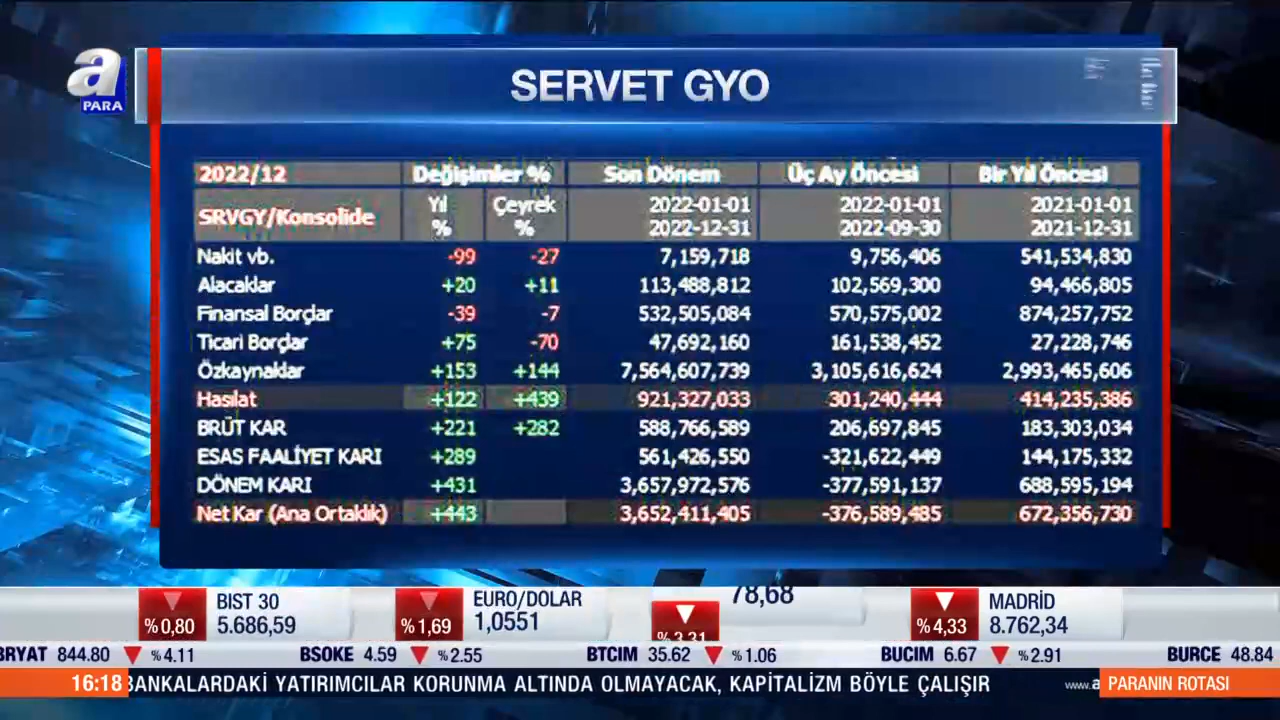 a
PARA
SERVET GYO
2022/12 Değişimler % Son Dönem Üç Ay Öncesi Bir Yıl Öncesi
SRVGY/Konsolide Yıl % Çeyrek % 2022-01-01 2022-12-31 2022-01-01 2022-09-30 2021-01-01 2021-12-31
Nakit vb. -99 -27 7,159,718 9,756,406 541,534,830
Alacaklar +20 +11 113,488,812 102,569,300 94,466,805
Finansal Borçlar -39 -7 532,505,084 570,575,002 874,257,752
Ticari Borçlar +75 -70 47,692,160 161,538,452 27,228,746
Özkaynaklar +153 +144 7,564,607,739 3,105,616,624 2,993,465,606
Hasılat +122 +439 921,327,033 301,240,444 414,235,386
BRÜT KAR +221 +282 588,766,589 206,697,845 183,303,034
ESAS FAALİYET KARI +289 561,426,550 -321,622,449 144,175,332
DÖNEM KARI +431 3,657,972,576 -377,591,137 688,595,194
Net Kar (Ana Ortaklık) +443 3,652,411,405 -376,589,485 672,356,730
%0,80 BIST 30 5.686,59 %1,69 EURO/DOLAR 1,0551 %3,31 78,68 %4,33 MADRİD 8.762,34
BRYAT 844.80 %4.11 BSOKE 4.59 %2.55 BTCIM 35.62 %1.06 BUCIM 6.67 %2.91 BURCE 48.84
16:18 BANKALARDAKİ YATIRIMCILAR KORUNMA ALTINDA OLMAYACAK, KAPİTALİZM BÖYLE ÇALIŞIR www.a PARANIN ROTASI